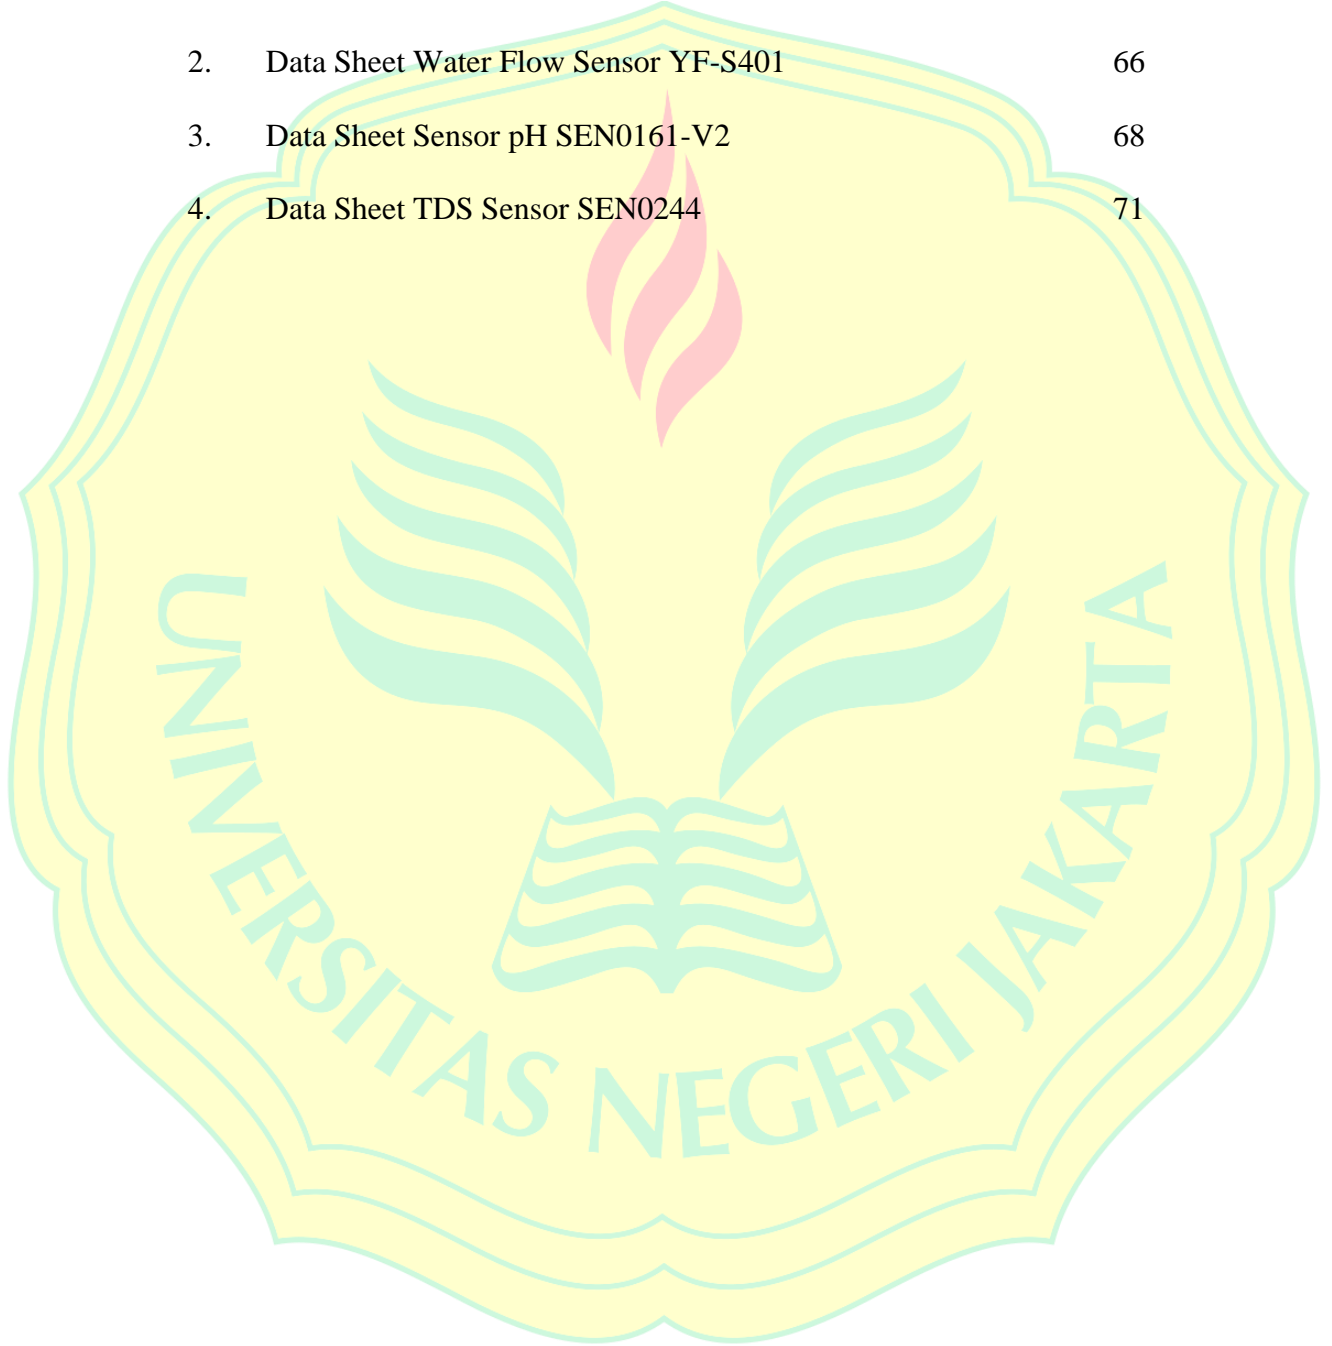 2. Data Sheet Water Flow Sensor YF-S401 66
3. Data Sheet Sensor pH SEN0161-V2 68
4. Data Sheet TDS Sensor SEN0244 71
UNIVERSITAS NEGERI JAKARTA